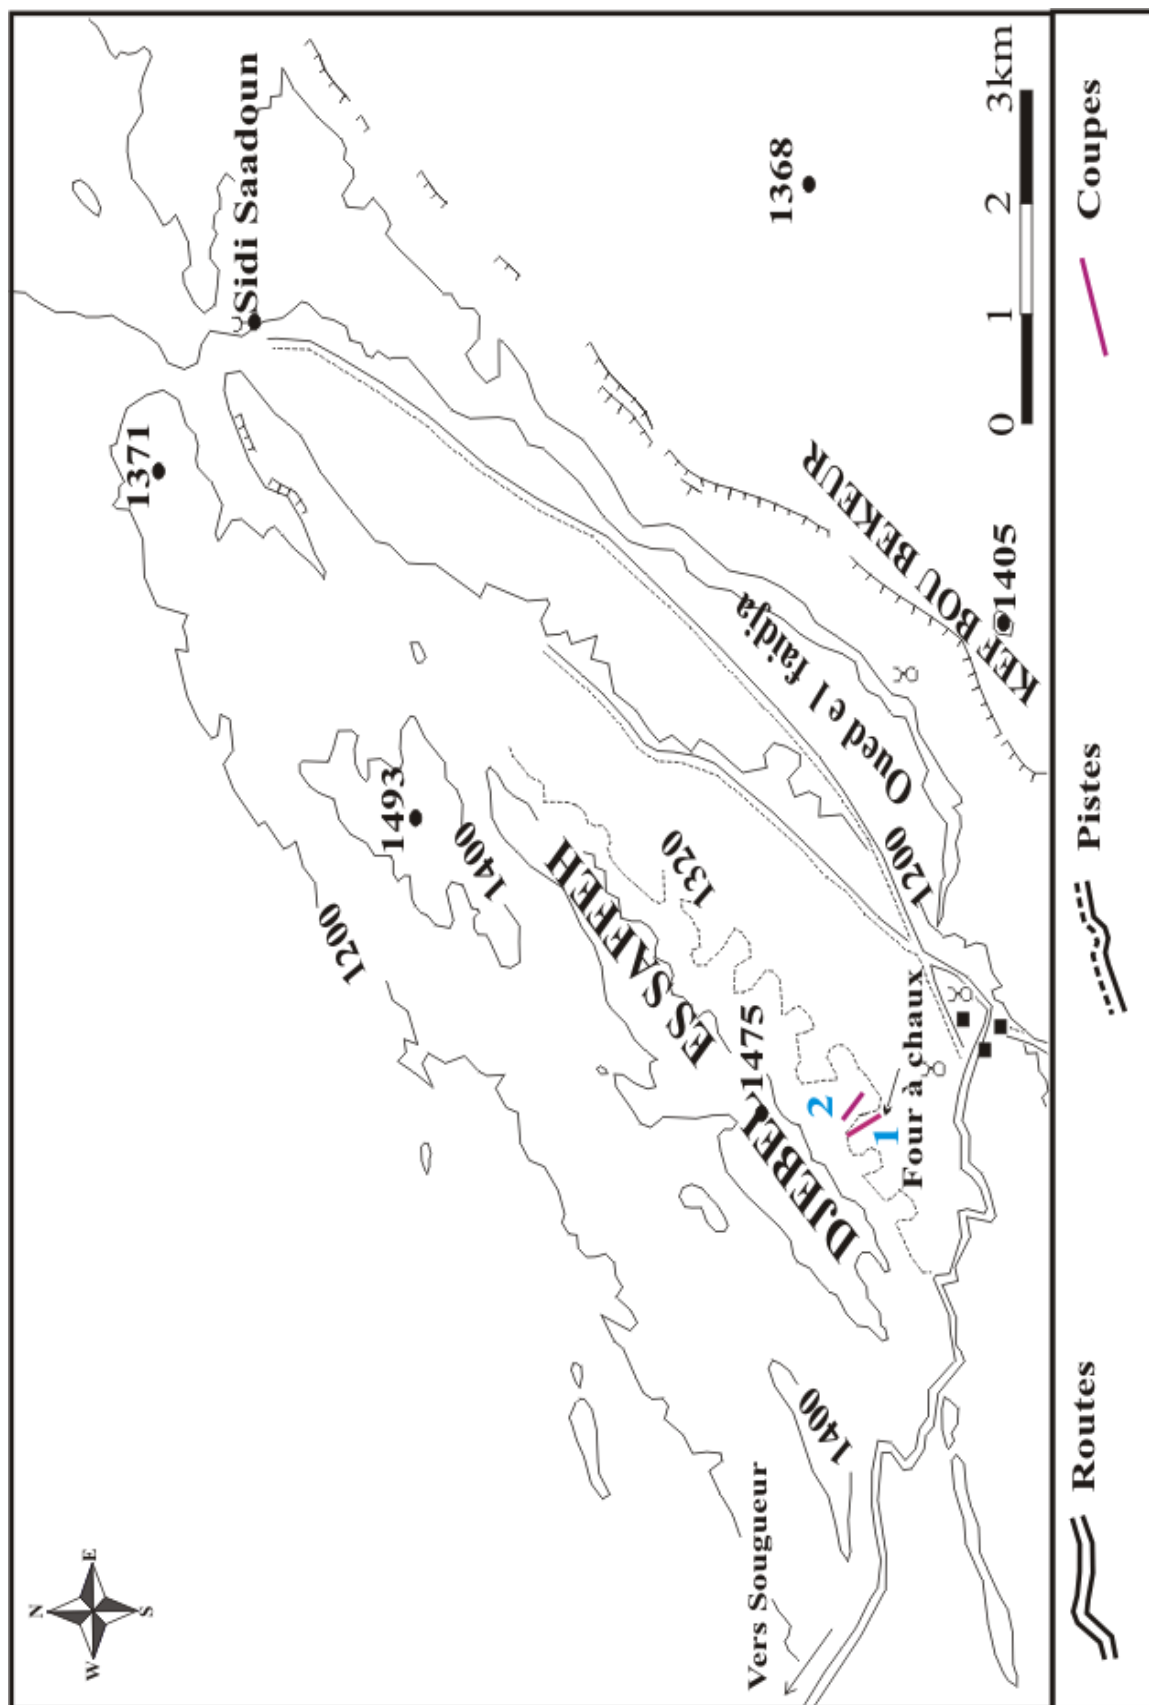 N
W
E
S
Sidi Saadoun
1371
1493
1400
1200
ES SAFFEH
1320
1475
DJEBEL
2
1
Four à chaux
1400
Vers Sougueur
1200
Oued el faidja
KEF BOU BEKEUR
1405
1368
0
1
2
3km
Routes
Pistes
Coupes